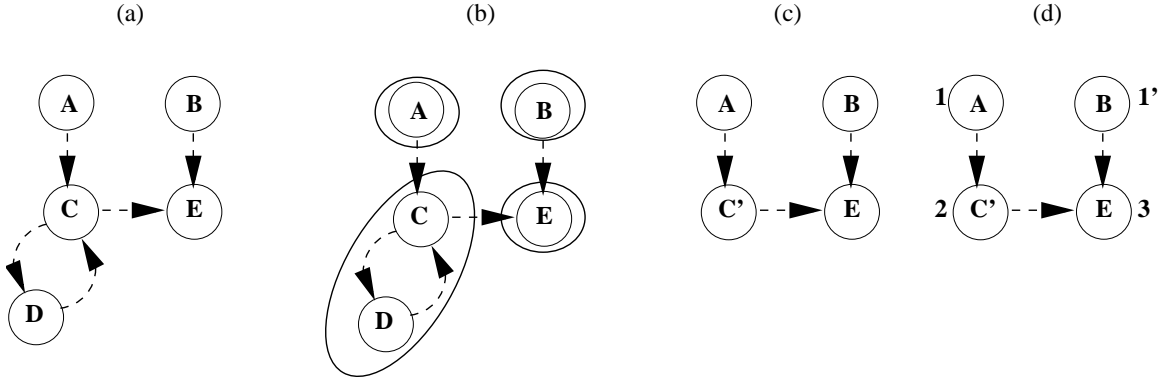 (a) (b) (c) (d)
A B A B A B 1 A B 1’
C E C E C’ E 2 C’ E 3
D D